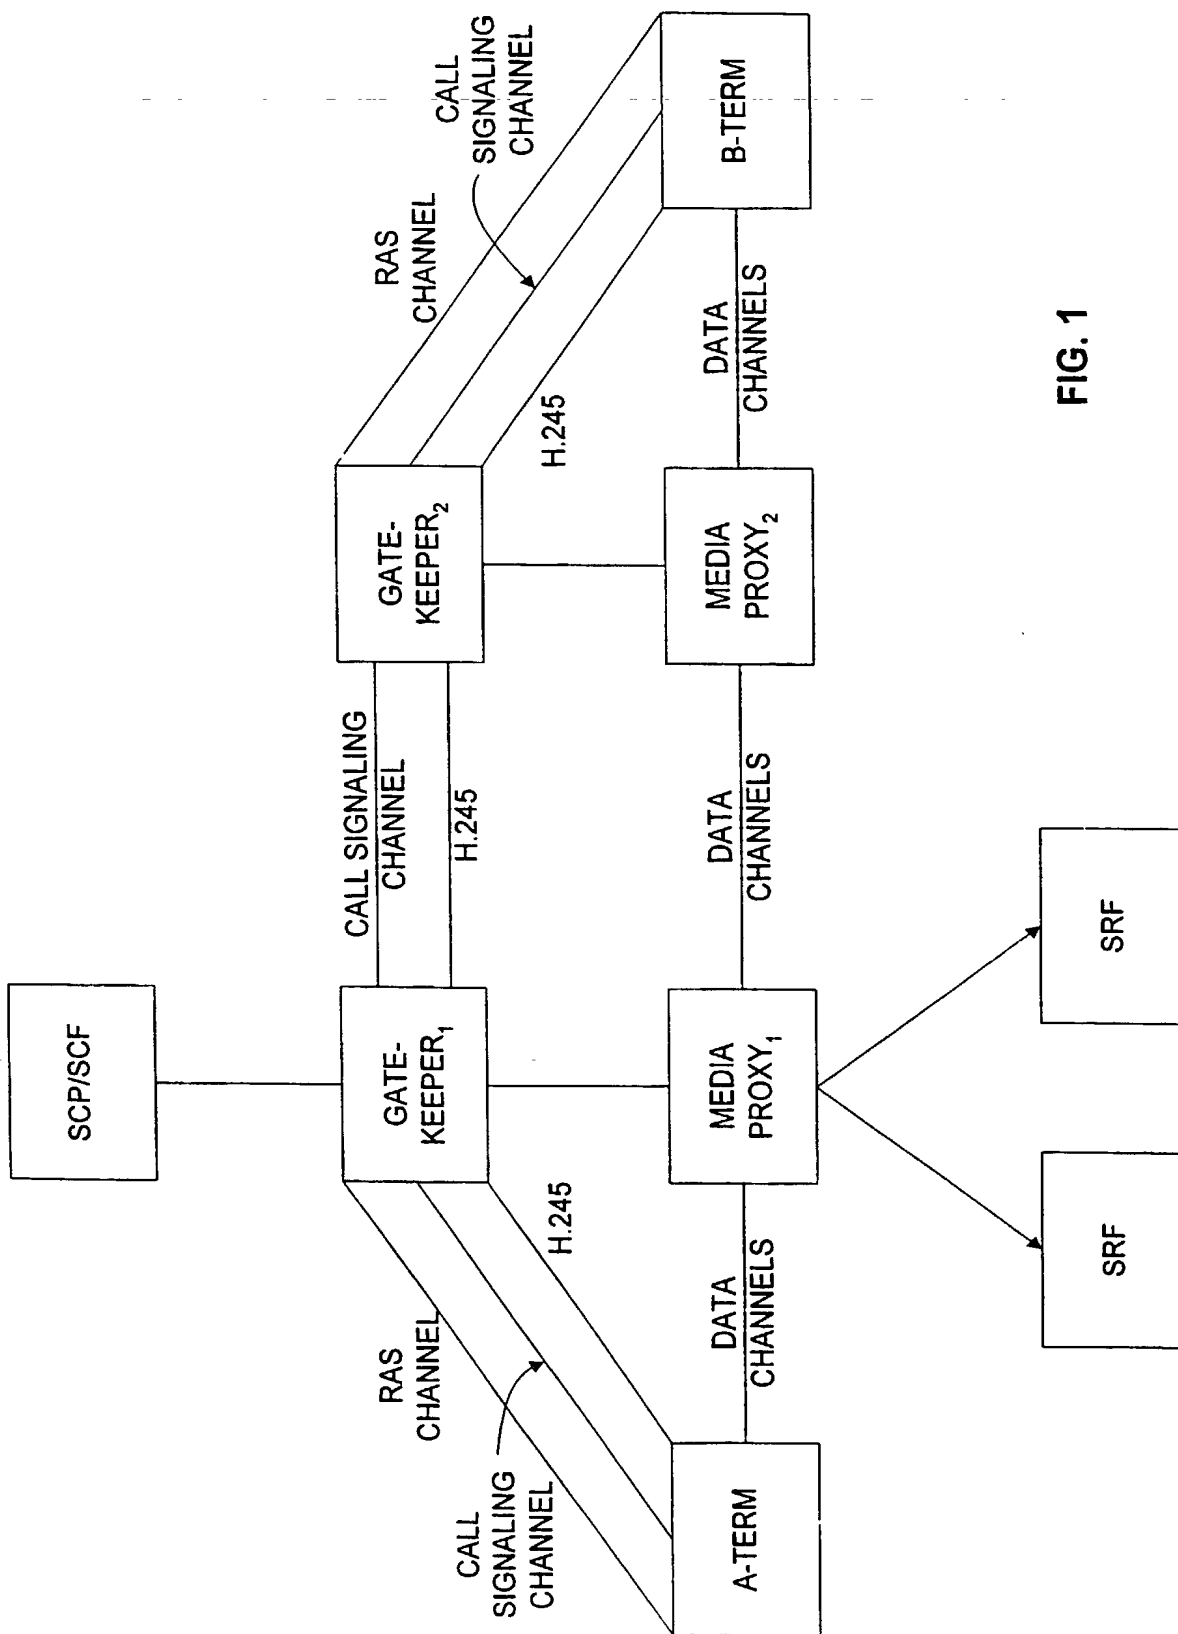 SCP/SCF
CALL SIGNALING
CHANNEL
H.245
RAS
CHANNEL
CALL
SIGNALING
CHANNEL
GATE-
KEEPER1
H.245
GATE-
KEEPER2
RAS
CHANNEL
CALL
SIGNALING
CHANNEL
H.245
A-TERM
DATA
CHANNELS
MEDIA
PROXY1
DATA
CHANNELS
MEDIA
PROXY2
DATA
CHANNELS
B-TERM
SRF
SRF
FIG. 1